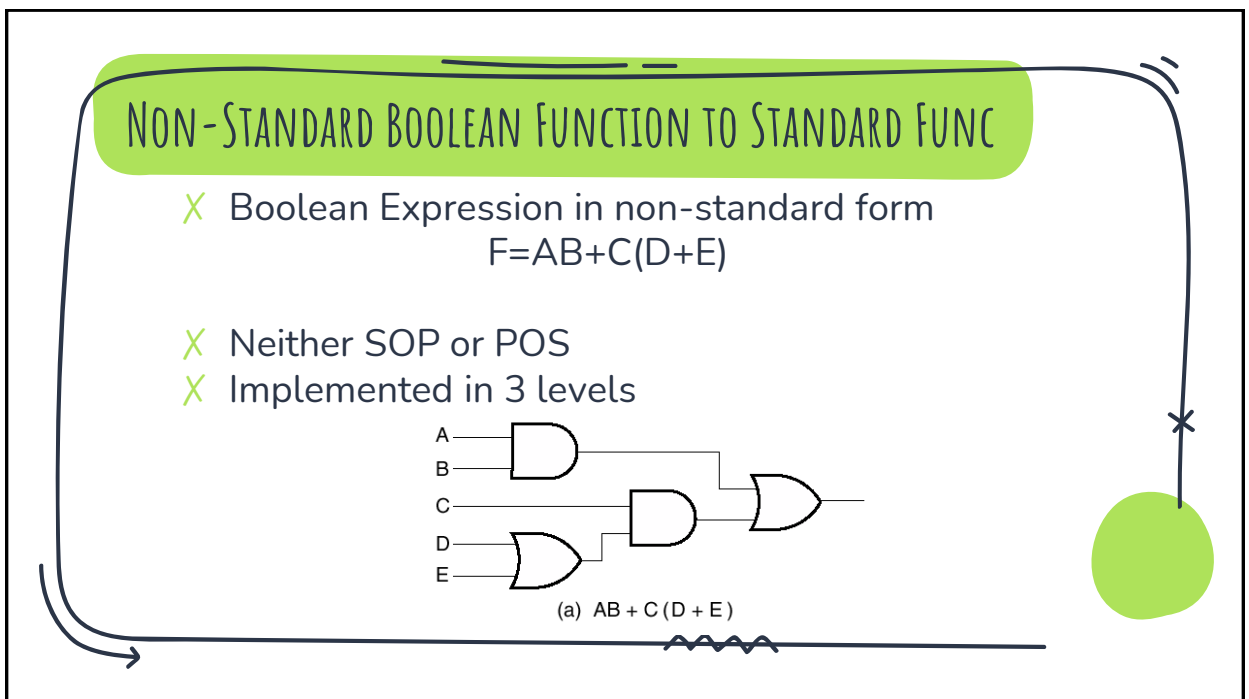 Non-Standard Boolean Function to Standard Func
X Boolean Expression in non-standard form
F=AB+C(D+E)
X Neither SOP or POS
X Implemented in 3 levels
A
B
C
D
E
(a) AB + C (D + E)